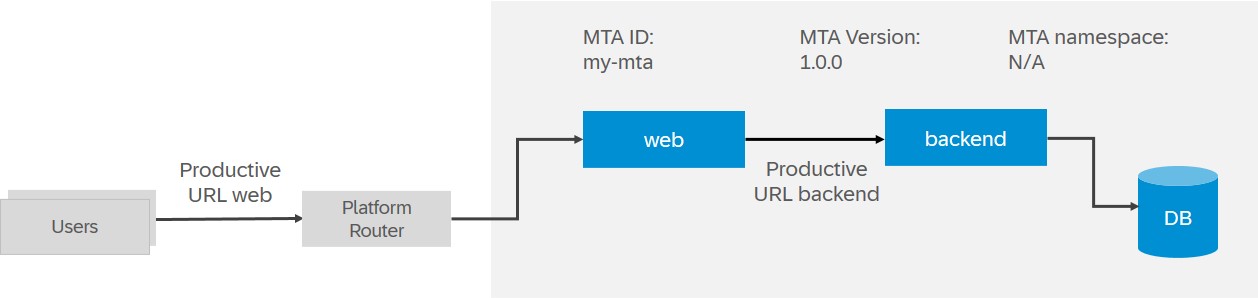 MTA ID:
my-mta
MTA Version:
1.0.0
MTA namespace:
N/A
Users
Productive
URL web
Platform
Router
web
Productive
URL backend
backend
DB